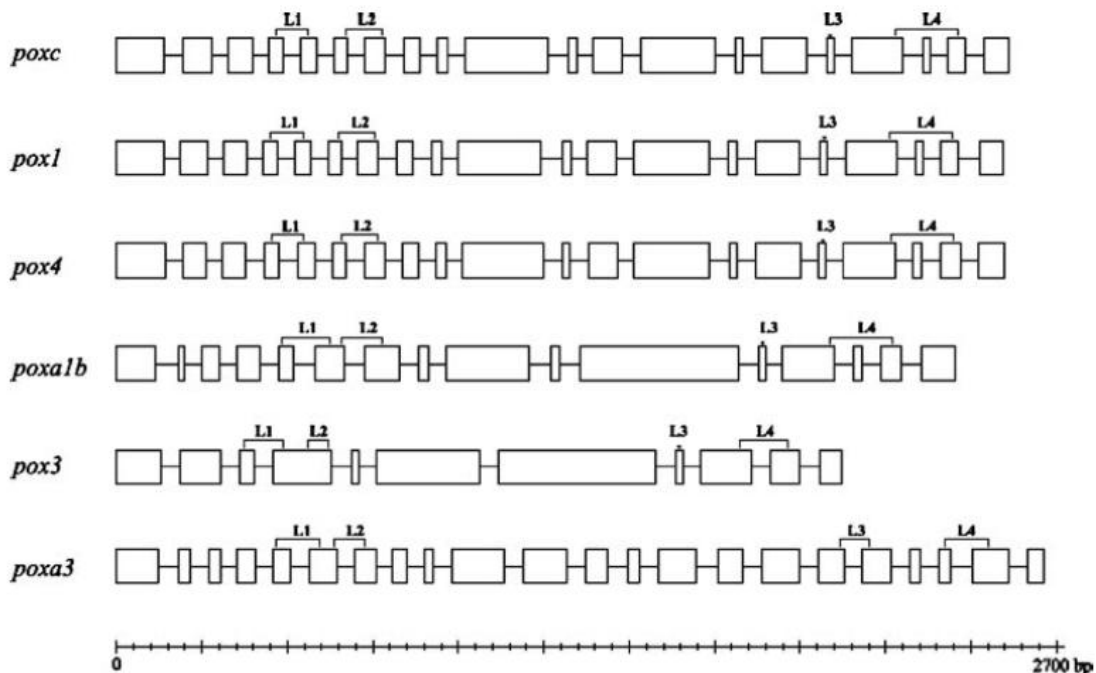 L1 L2 L3 L4
poxc
L1 L2 L3 L4
pox1
L1 L2 L3 L4
pox4
L1 L2 L3 L4
poxa1b
L1 L2 L3 L4
pox3
L1 L2 L3 L4
poxa3
0 2700 bp